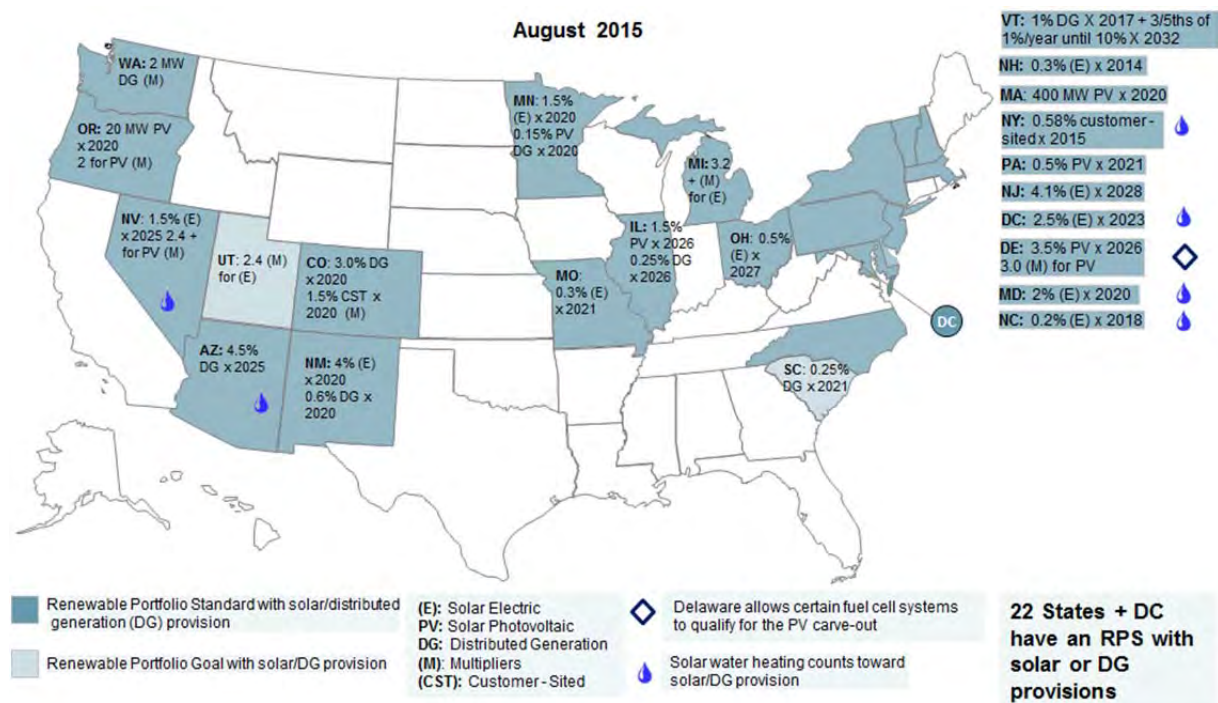 August 2015
WA: 2 MW
DG (M)
OR: 20 MW PV
x 2020
2 for PV (M)
NV: 1.5% (E)
x 2025 2.4 +
for PV (M)
UT: 2.4 (M)
for (E)
CO: 3.0% DG
x 2020
1.5% CST x
2020 (M)
AZ: 4.5%
DG x 2025
NM: 4% (E)
x 2020
0.6% DG x
2020
MN: 1.5%
(E) x 2020
0.15% PV
DG x 2020
MO:
0.3% (E)
x 2021
IL: 1.5%
PV x 2026
0.25% DG
x 2026
MI: 3.2
+ (M)
for (E)
OH: 0.5%
(E) x
2027
SC: 0.25%
DG x 2021
DC
VT: 1% DG X 2017 + 3/5ths of
1%/year until 10% X 2032
NH: 0.3% (E) x 2014
MA: 400 MW PV x 2020
NY: 0.58% customer-
sited x 2015
PA: 0.5% PV x 2021
NJ: 4.1% (E) x 2028
DC: 2.5% (E) x 2023
DE: 3.5% PV x 2026
3.0 (M) for PV
MD: 2% (E) x 2020
NC: 0.2% (E) x 2018
Renewable Portfolio Standard with solar/distributed
generation (DG) provision
Renewable Portfolio Goal with solar/DG provision
(E): Solar Electric
PV: Solar Photovoltaic
DG: Distributed Generation
(M): Multipliers
(CST): Customer-Sited
Delaware allows certain fuel cell systems
to qualify for the PV carve-out
Solar water heating counts toward
solar/DG provision
22 States + DC
have an RPS with
solar or DG
provisions